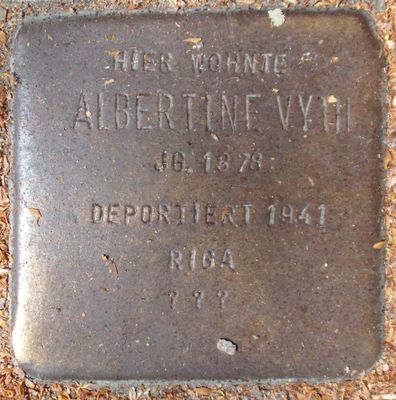 HIER WOHNTE
ALBERTINE VYTH
JG. 1878
DEPORTIERT 1941
RIGA
? ? ?